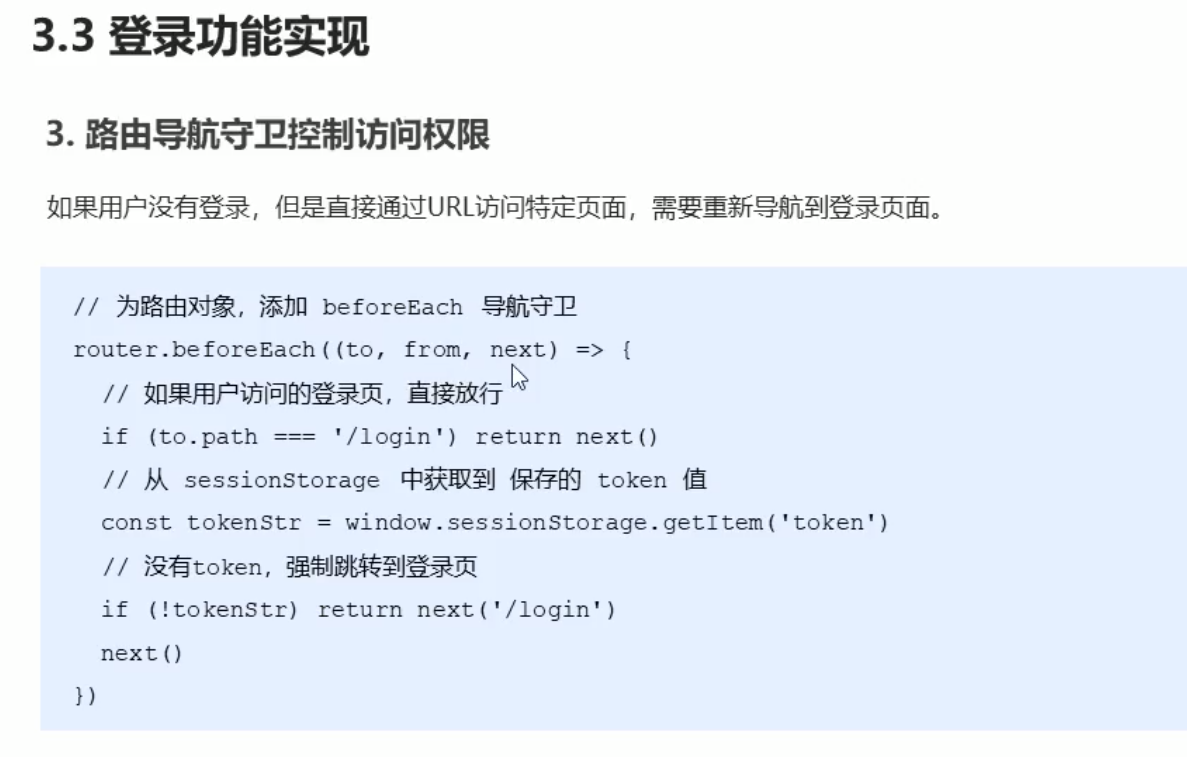 3.3 登录功能实现
3. 路由导航守卫控制访问权限
如果用户没有登录，但是直接通过URL访问特定页面，需要重新导航到登录页面。
// 为路由对象，添加 beforeEach 导航守卫
router.beforeEach((to, from, next) => {
  // 如果用户访问的登录页，直接放行
  if (to.path === '/login') return next()
  // 从 sessionStorage 中获取到 保存的 token 值
  const tokenStr = window.sessionStorage.getItem('token')
  // 没有token，强制跳转到登录页
  if (!tokenStr) return next('/login')
  next()
})